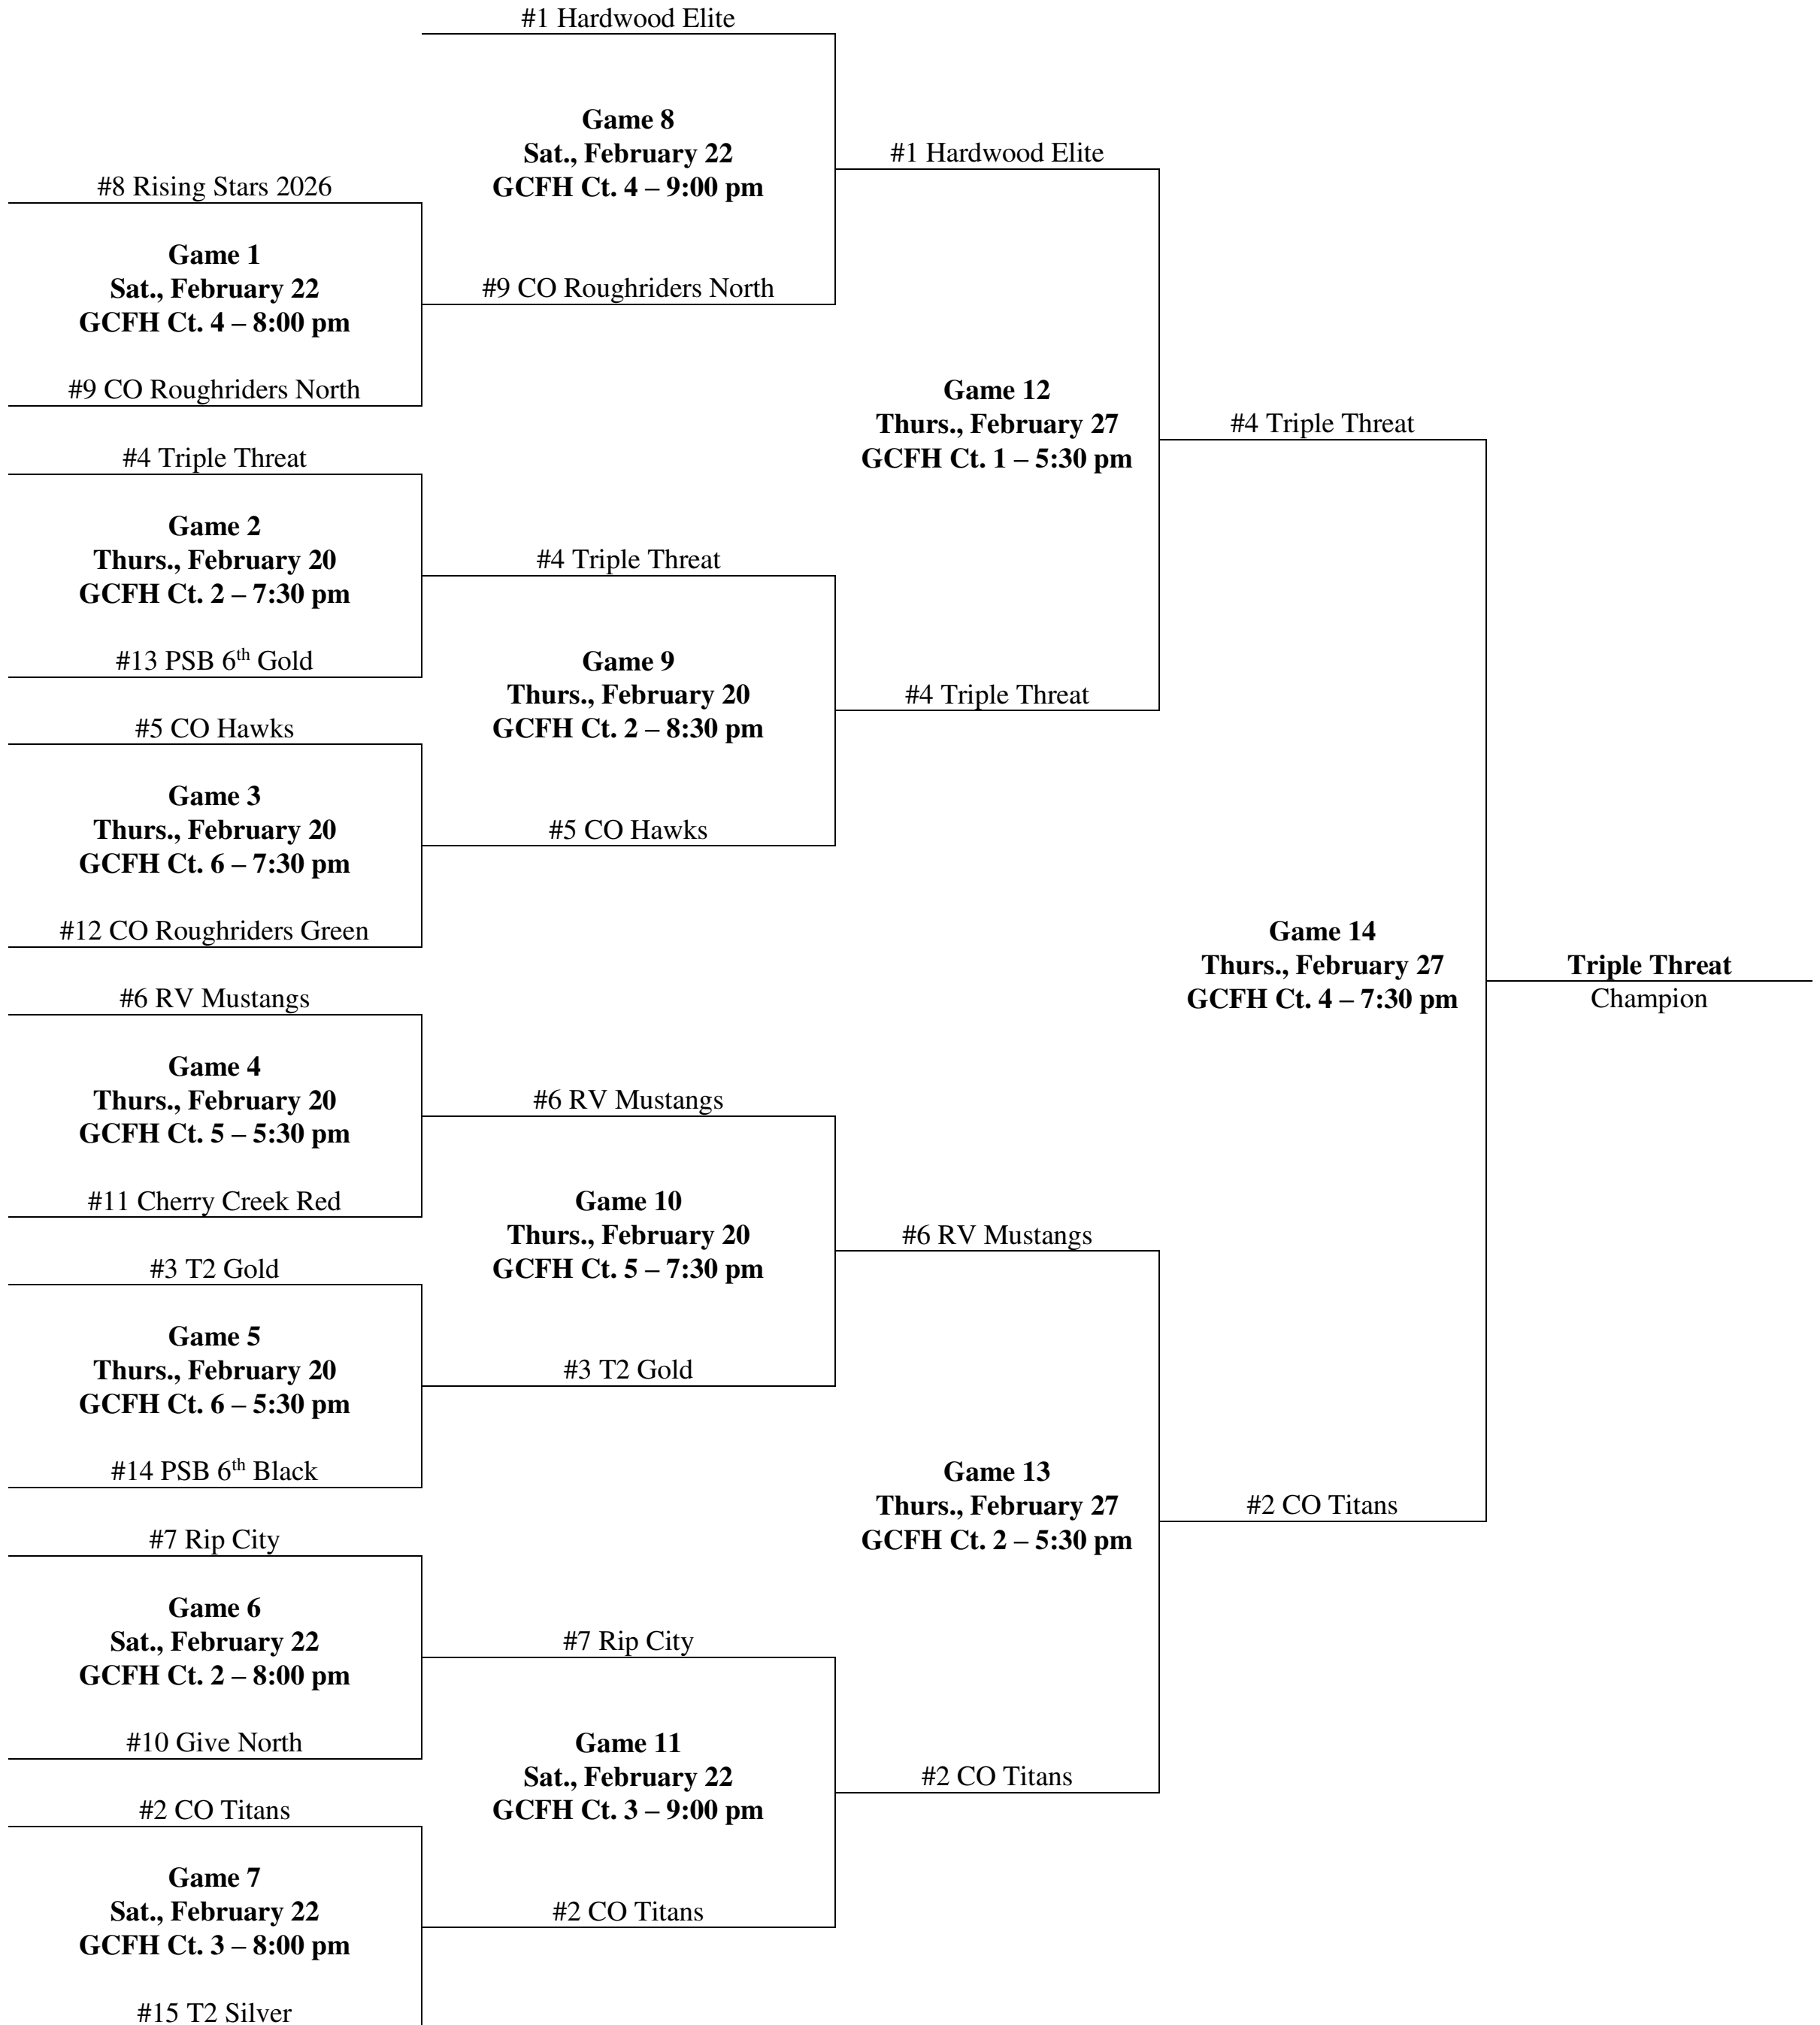 #1 Hardwood Elite
Game 8
Sat., February 22
GCFH Ct. 4 – 9:00 pm
#1 Hardwood Elite
#8 Rising Stars 2026
Game 1
Sat., February 22
GCFH Ct. 4 – 8:00 pm
#9 CO Roughriders North
#9 CO Roughriders North
Game 12
Thurs., February 27
GCFH Ct. 1 – 5:30 pm
#4 Triple Threat
#4 Triple Threat
Game 2
Thurs., February 20
GCFH Ct. 2 – 7:30 pm
#4 Triple Threat
#13 PSB 6th Gold
Game 9
Thurs., February 20
GCFH Ct. 2 – 8:30 pm
#4 Triple Threat
#5 CO Hawks
Game 3
Thurs., February 20
GCFH Ct. 6 – 7:30 pm
#5 CO Hawks
#12 CO Roughriders Green
Game 14
Thurs., February 27
GCFH Ct. 4 – 7:30 pm
Triple Threat
Champion
#6 RV Mustangs
Game 4
Thurs., February 20
GCFH Ct. 5 – 5:30 pm
#6 RV Mustangs
#11 Cherry Creek Red
Game 10
Thurs., February 20
GCFH Ct. 5 – 7:30 pm
#6 RV Mustangs
#3 T2 Gold
Game 5
Thurs., February 20
GCFH Ct. 6 – 5:30 pm
#3 T2 Gold
#14 PSB 6th Black
Game 13
Thurs., February 27
GCFH Ct. 2 – 5:30 pm
#2 CO Titans
#7 Rip City
Game 6
Sat., February 22
GCFH Ct. 2 – 8:00 pm
#7 Rip City
#10 Give North
Game 11
Sat., February 22
GCFH Ct. 3 – 9:00 pm
#2 CO Titans
#2 CO Titans
Game 7
Sat., February 22
GCFH Ct. 3 – 8:00 pm
#2 CO Titans
#15 T2 Silver